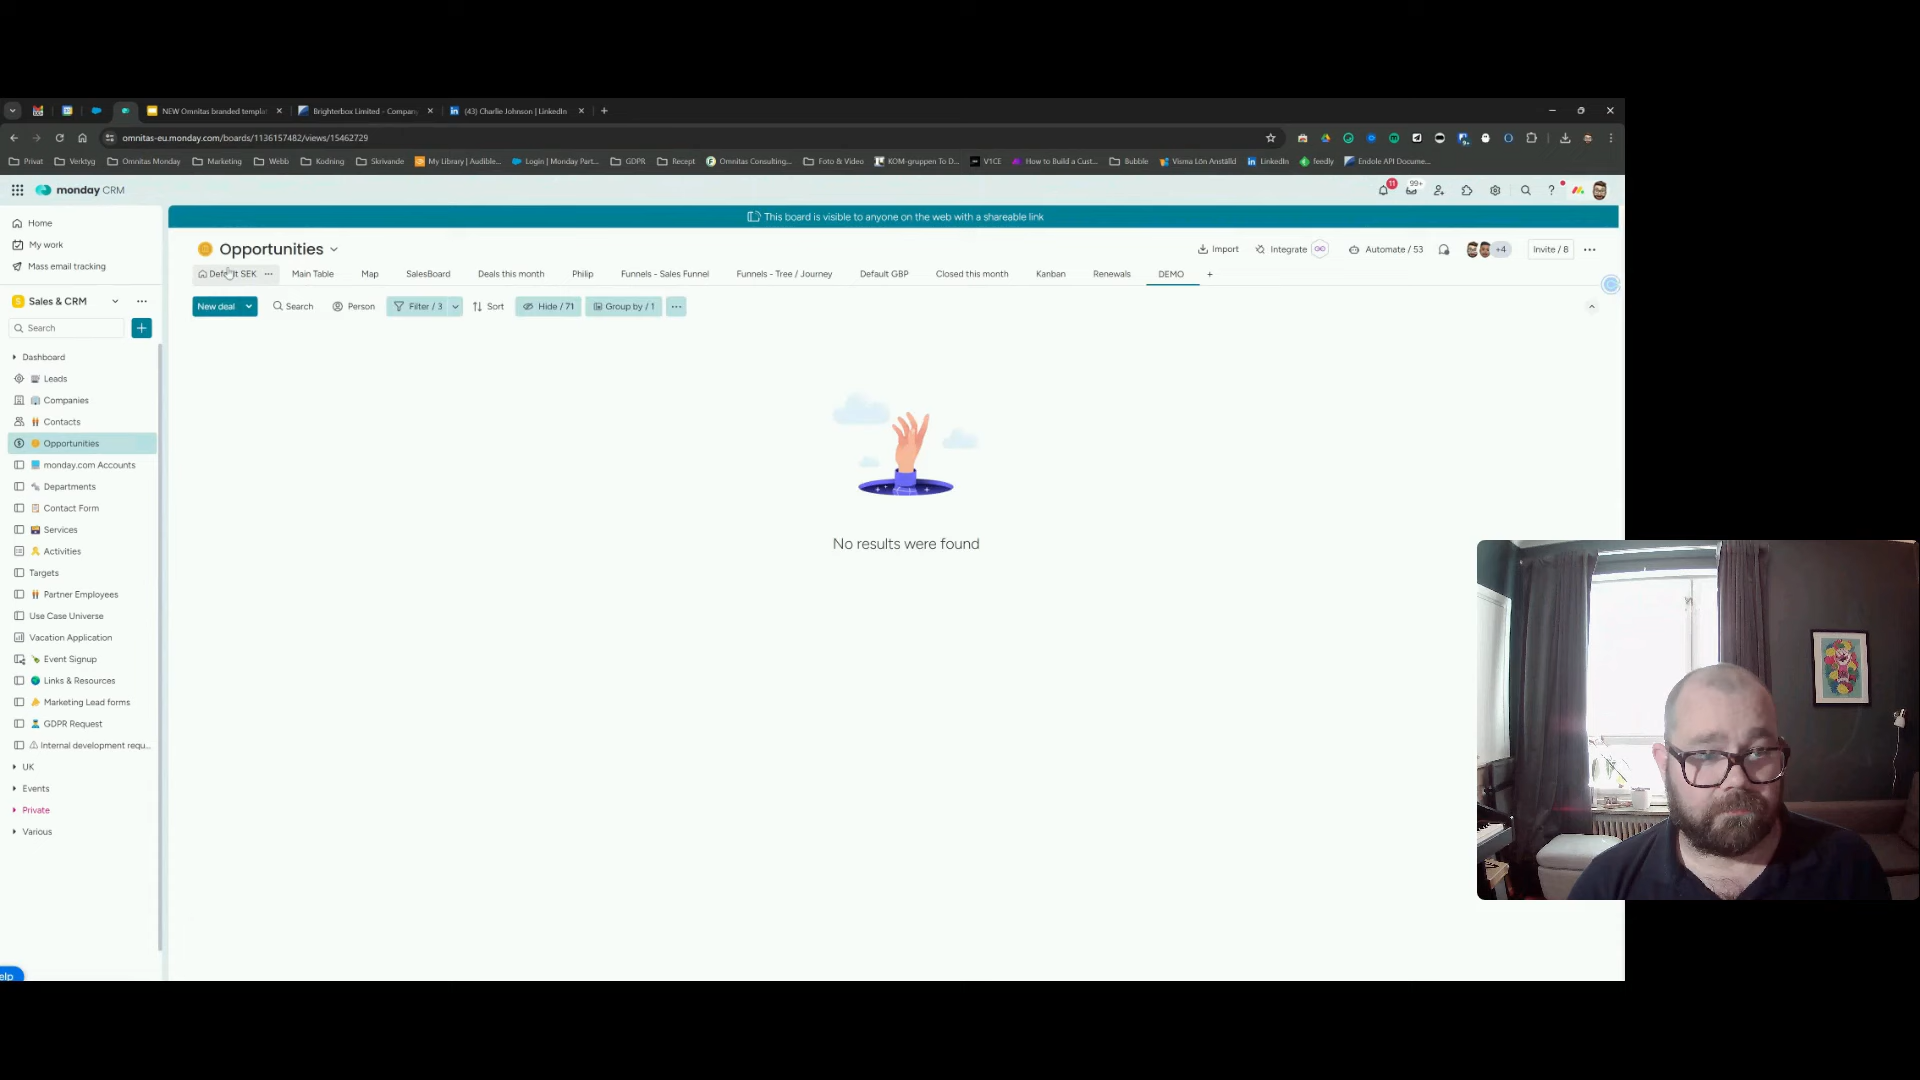 NEW Omnitas branded templa
Brighterbox Limited - Compan
(43) Charlie Johnson | LinkedIn
omnitas-eu.monday.com/boards/1136157482/views/15462729
Privat
Verktyg
Omnitas Monday
Marketing
Webb
Kodning
Skrivande
My Library | Audible...
Login | Monday Part...
GDPR
Recept
Omnitas Consulting...
Foto & Video
KOM-gruppen To D...
V1CE
How to Build a Cust...
Bubble
Visma Lön Anställd
LinkedIn
feedly
Endole API Docume...
monday CRM
11
99+
Home
My work
Mass email tracking
Sales & CRM
Search
Dashboard
Leads
Companies
Contacts
Opportunities
monday.com Accounts
Departments
Contact Form
Services
Activities
Targets
Partner Employees
Use Case Universe
Vacation Application
Event Signup
Links & Resources
Marketing Lead forms
GDPR Request
Internal development requ...
UK
Events
Private
Various
elp
This board is visible to anyone on the web with a shareable link
Opportunities
Import
Integrate
Automate / 53
+4
Invite / 8
Default SEK
Main Table
Map
SalesBoard
Deals this month
Philip
Funnels - Sales Funnel
Funnels - Tree / Journey
Default GBP
Closed this month
Kanban
Renewals
DEMO
New deal
Search
Person
Filter / 3
Sort
Hide / 71
Group by / 1
No results were found